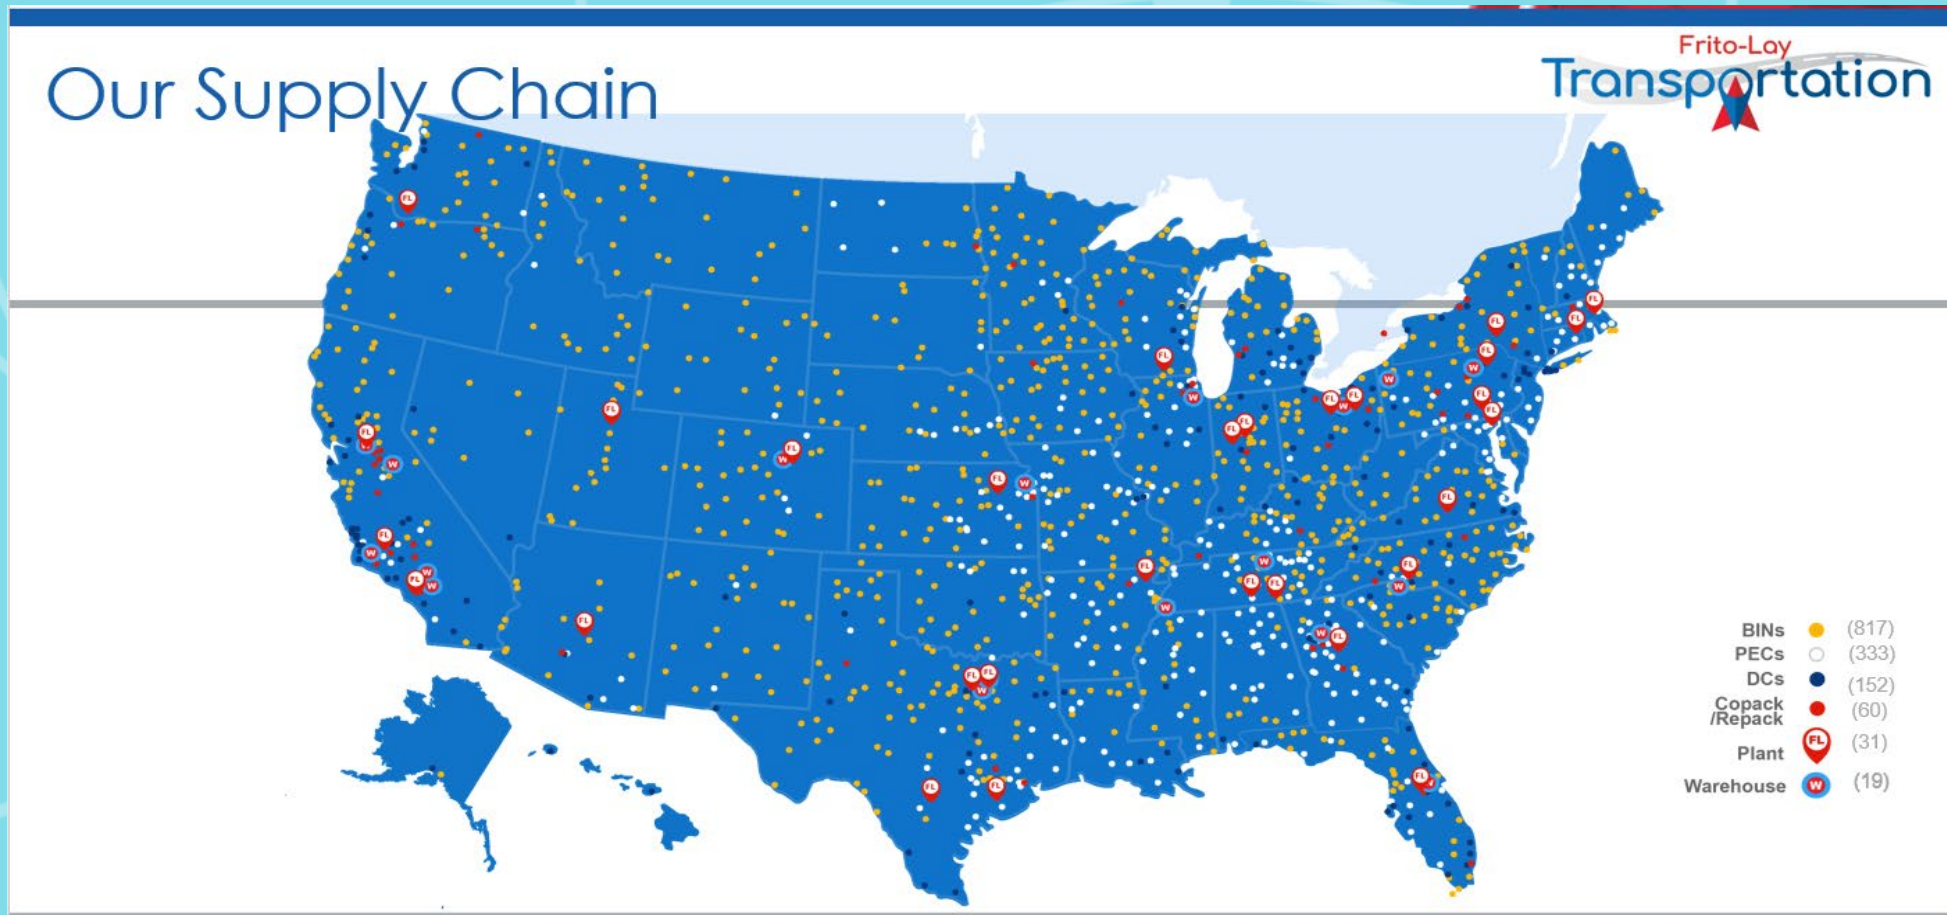 Our Supply Chain
Frito-Lay
Transportation
BINs (817)
PECs (333)
DCs (152)
Copack
/Repack (60)
Plant FL (31)
Warehouse W (19)